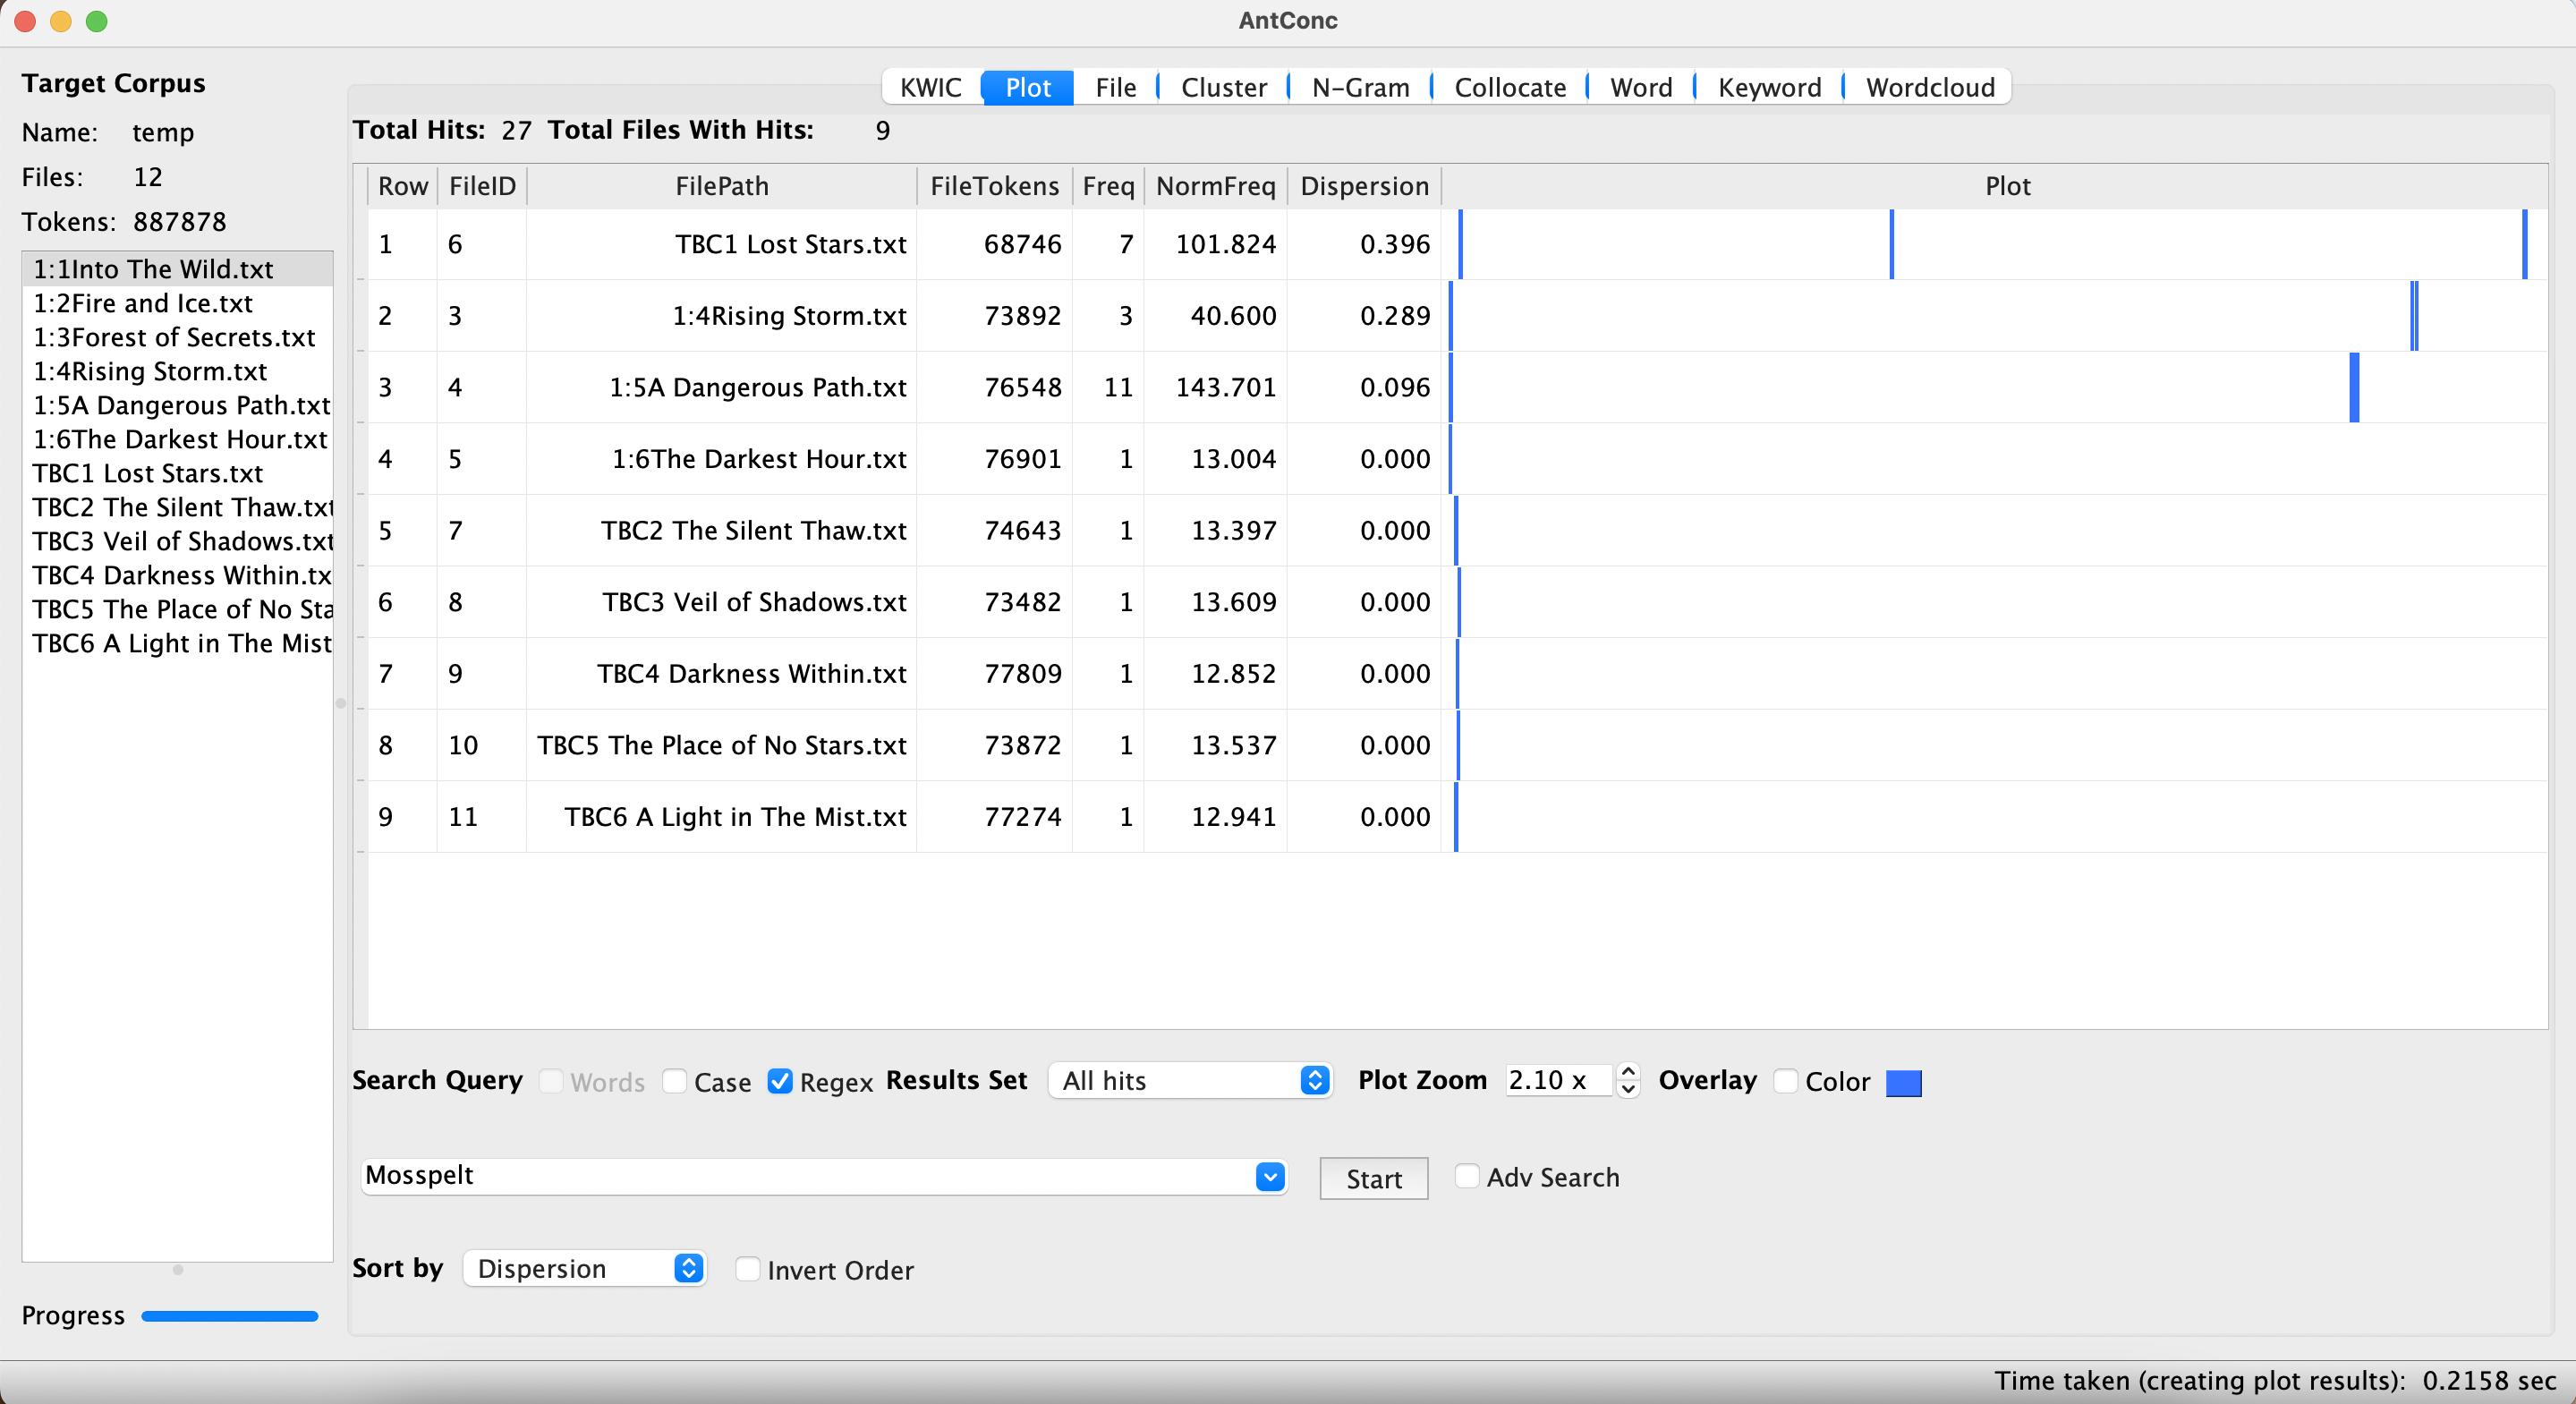 AntConc
Target Corpus
Name: temp
Files: 12
Tokens: 887878
1:1Into The Wild.txt
1:2Fire and Ice.txt
1:3Forest of Secrets.txt
1:4Rising Storm.txt
1:5A Dangerous Path.txt
1:6The Darkest Hour.txt
TBC1 Lost Stars.txt
TBC2 The Silent Thaw.txt
TBC3 Veil of Shadows.txt
TBC4 Darkness Within.tx
TBC5 The Place of No Sta
TBC6 A Light in The Mist
Progress
KWIC Plot File Cluster N-Gram Collocate Word Keyword Wordcloud
Total Hits: 27 Total Files With Hits: 9
Row FileID FilePath FileTokens Freq NormFreq Dispersion Plot
1 6 TBC1 Lost Stars.txt 68746 7 101.824 0.396
2 3 1:4Rising Storm.txt 73892 3 40.600 0.289
3 4 1:5A Dangerous Path.txt 76548 11 143.701 0.096
4 5 1:6The Darkest Hour.txt 76901 1 13.004 0.000
5 7 TBC2 The Silent Thaw.txt 74643 1 13.397 0.000
6 8 TBC3 Veil of Shadows.txt 73482 1 13.609 0.000
7 9 TBC4 Darkness Within.txt 77809 1 12.852 0.000
8 10 TBC5 The Place of No Stars.txt 73872 1 13.537 0.000
9 11 TBC6 A Light in The Mist.txt 77274 1 12.941 0.000
Search Query Words Case Regex Results Set All hits Plot Zoom 2.10 x Overlay Color
Mosspelt Start Adv Search
Sort by Dispersion Invert Order
Time taken (creating plot results): 0.2158 sec